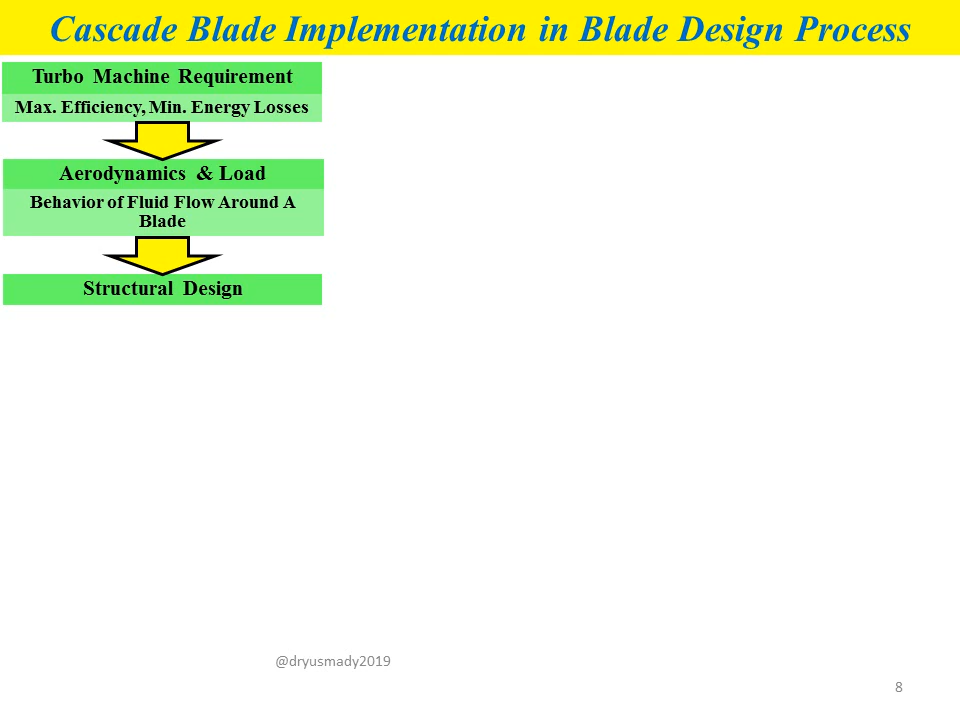 Cascade Blade Implementation in Blade Design Process
Turbo Machine Requirement
Max. Efficiency, Min. Energy Losses
Aerodynamics & Load
Behavior of Fluid Flow Around A
Blade
Structural Design
@dryusmady2019
8